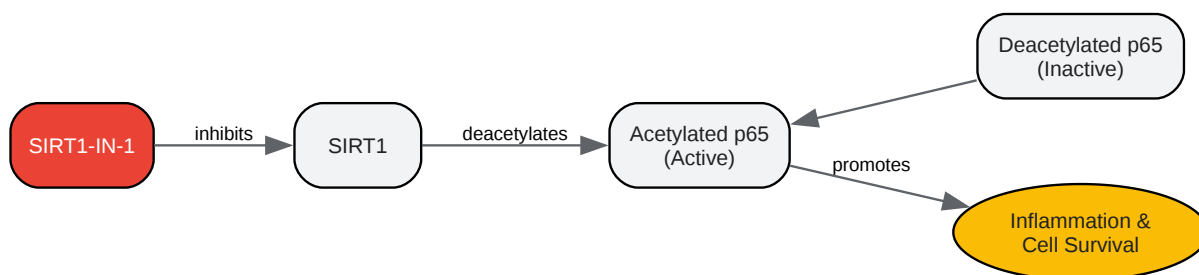 SIRT1-IN-1
inhibits
SIRT1
deacetylates
Acetylated p65
(Active)
Deacetylated p65
(Inactive)
promotes
Inflammation &
Cell Survival